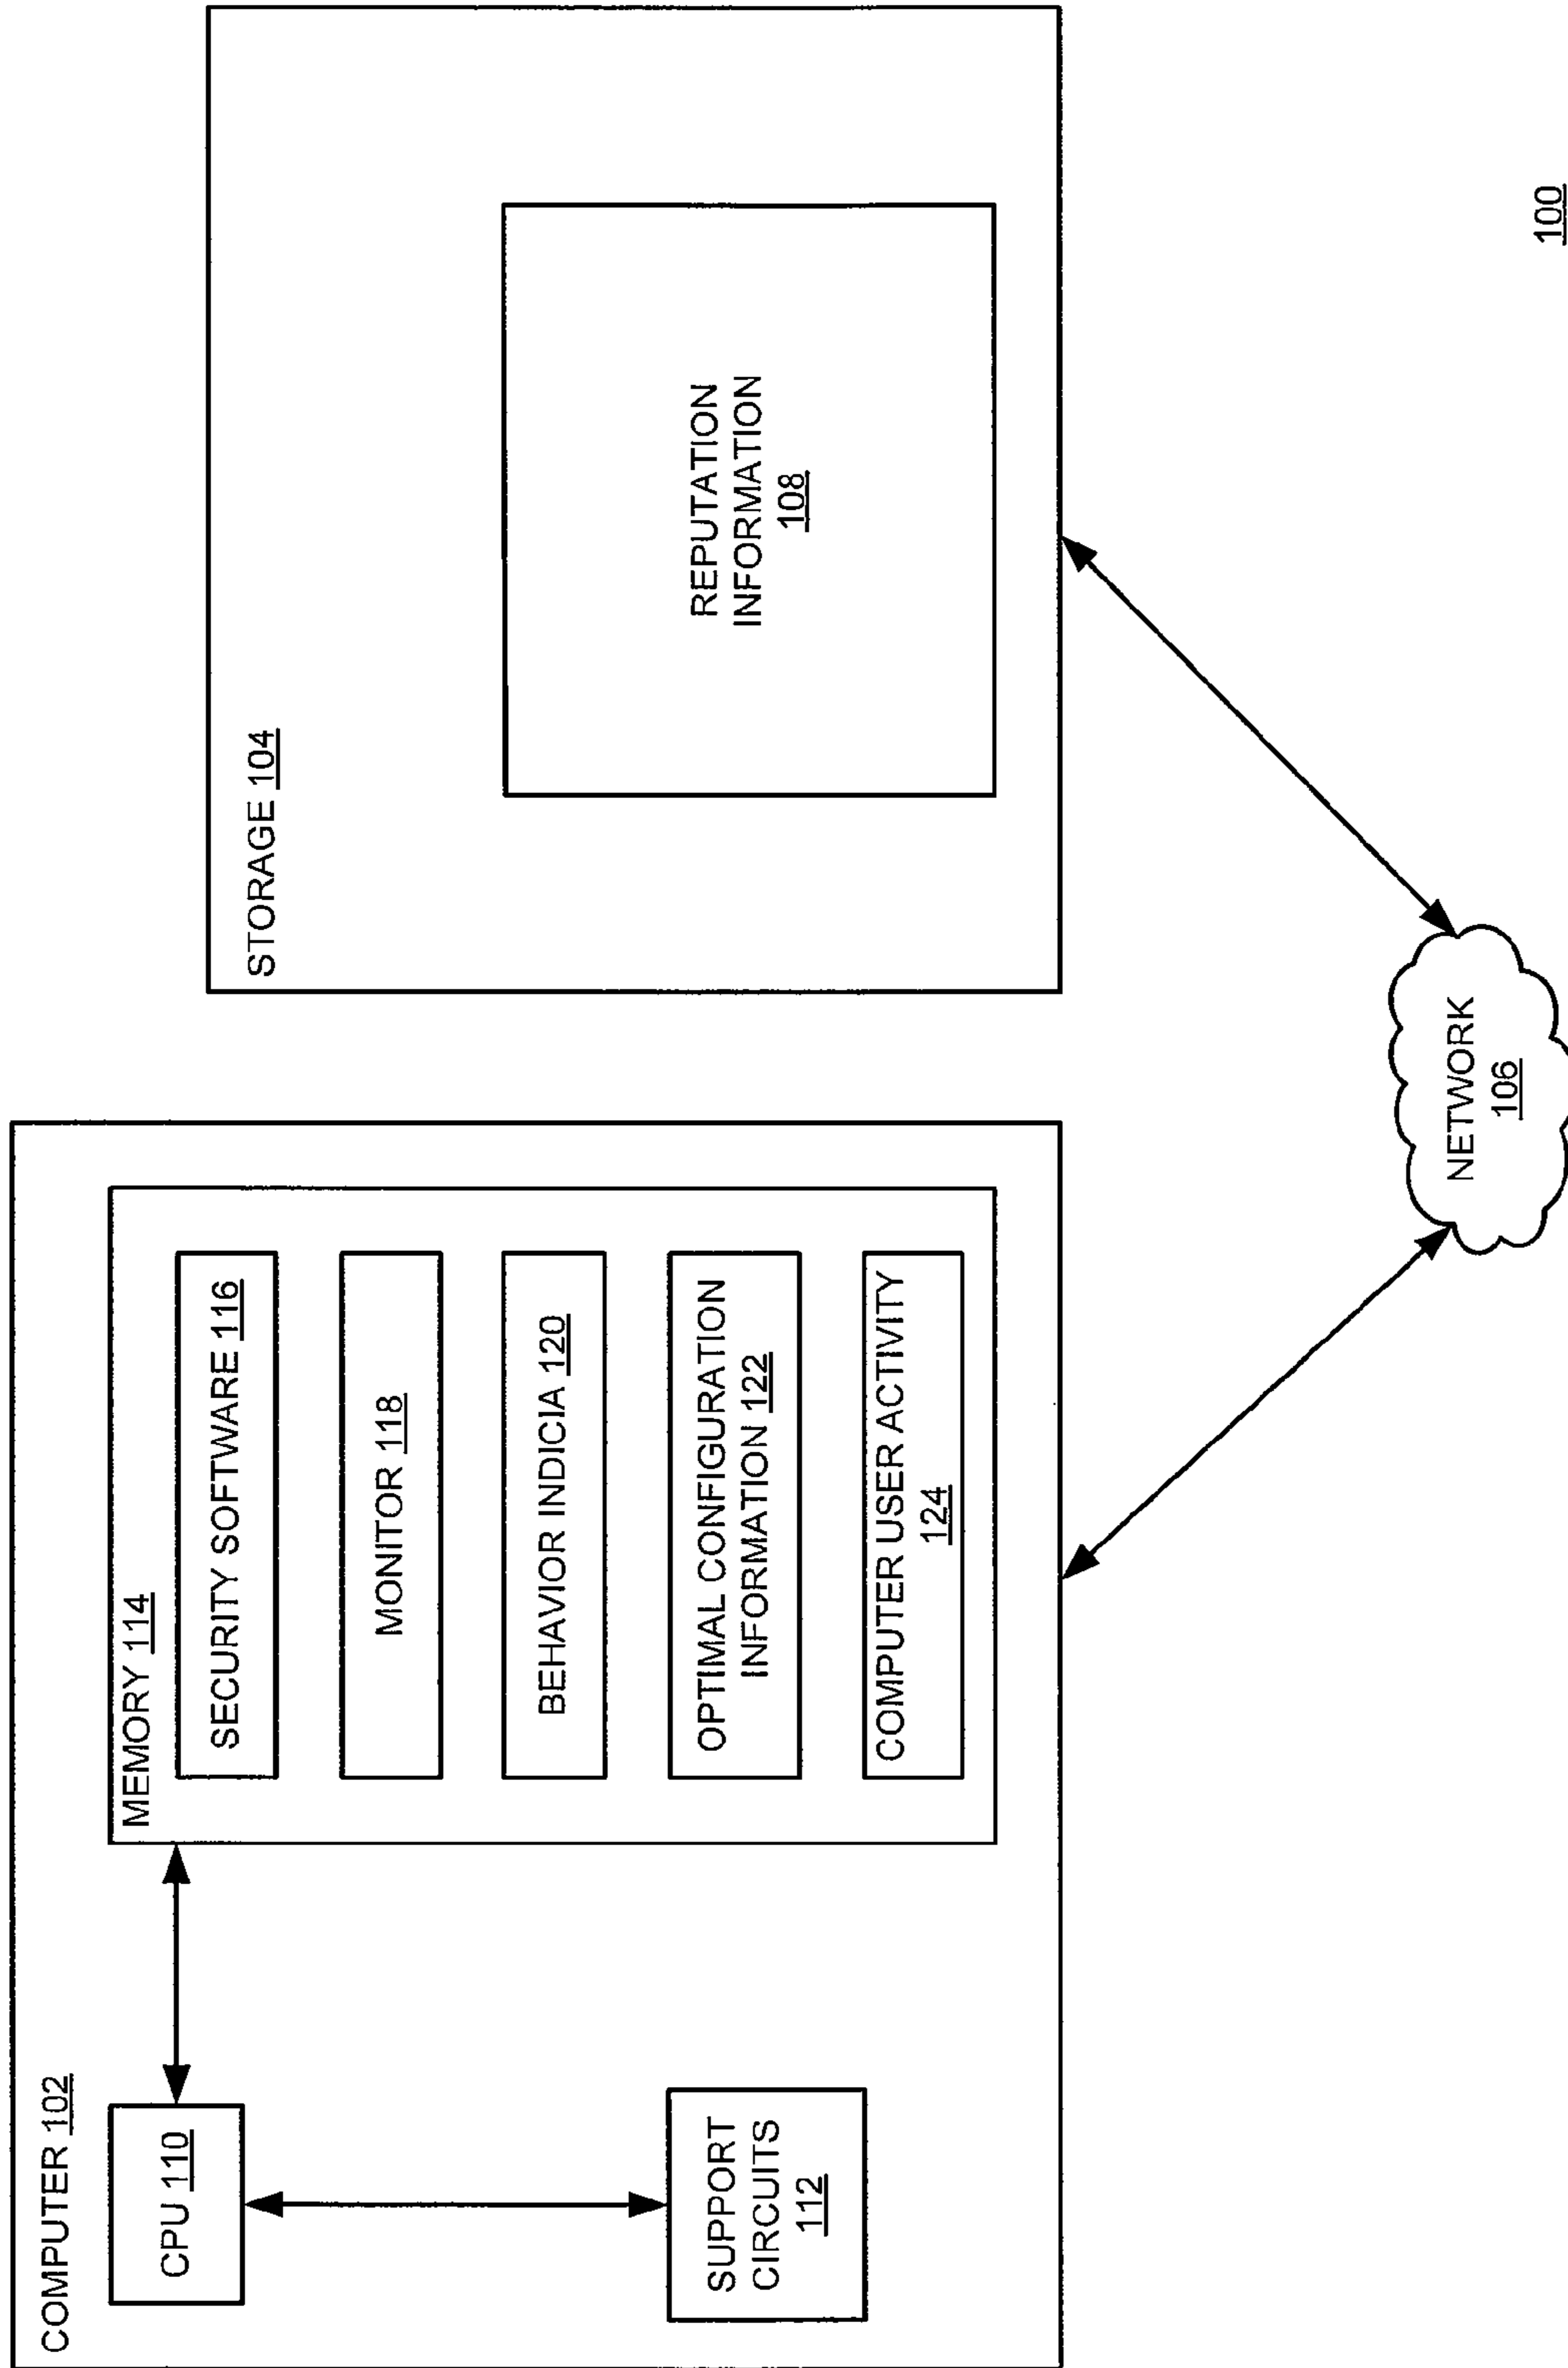 COMPUTER 102
CPU 110
SUPPORT
CIRCUITS
112
MEMORY 114
SECURITY SOFTWARE 116
MONITOR 118
BEHAVIOR INDICIA 120
OPTIMAL CONFIGURATION
INFORMATION 122
COMPUTER USER ACTIVITY
124
STORAGE 104
REPUTATION
INFORMATION
108
NETWORK
106
100